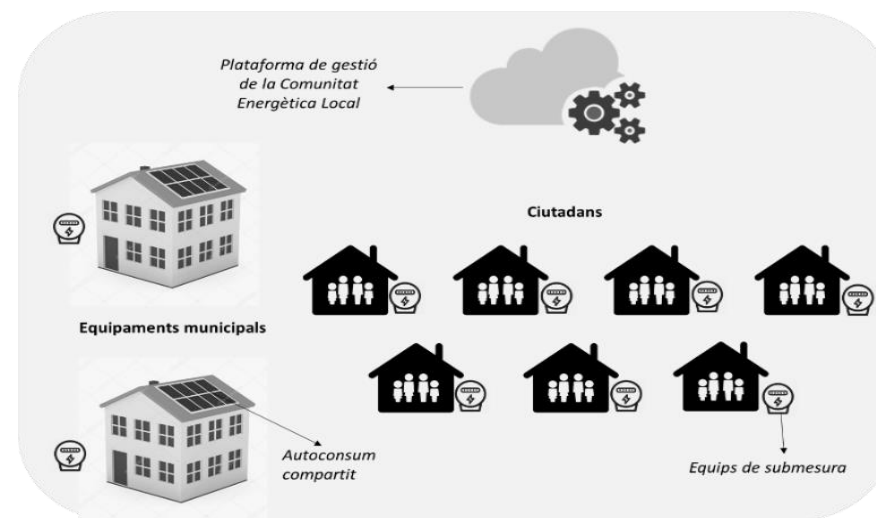 Plataforma de gestió
de la Comunitat
Energètica Local
Ciutadans
Equipaments municipals
Autoconsum
compartit
Equips de submesura